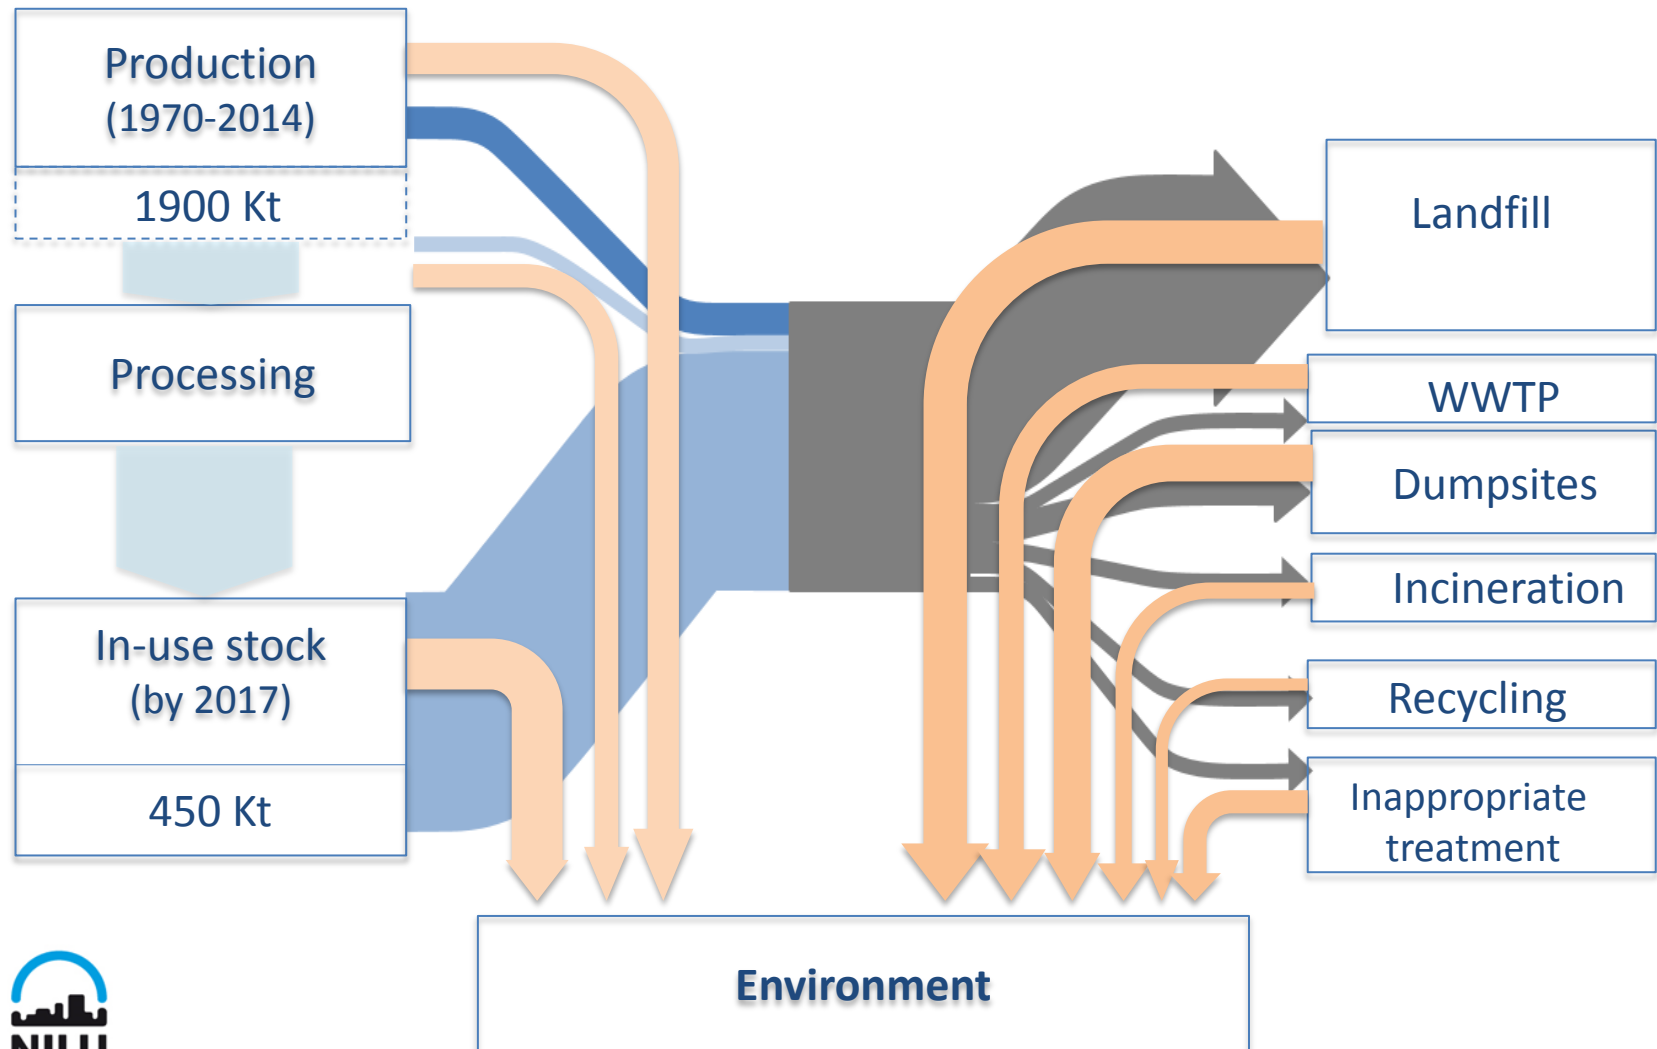 Production
(1970-2014)
1900 Kt
Processing
In-use stock
(by 2017)
450 Kt
Landfill
WWTP
Dumpsites
Incineration
Recycling
Inappropriate
treatment
Environment
NILU